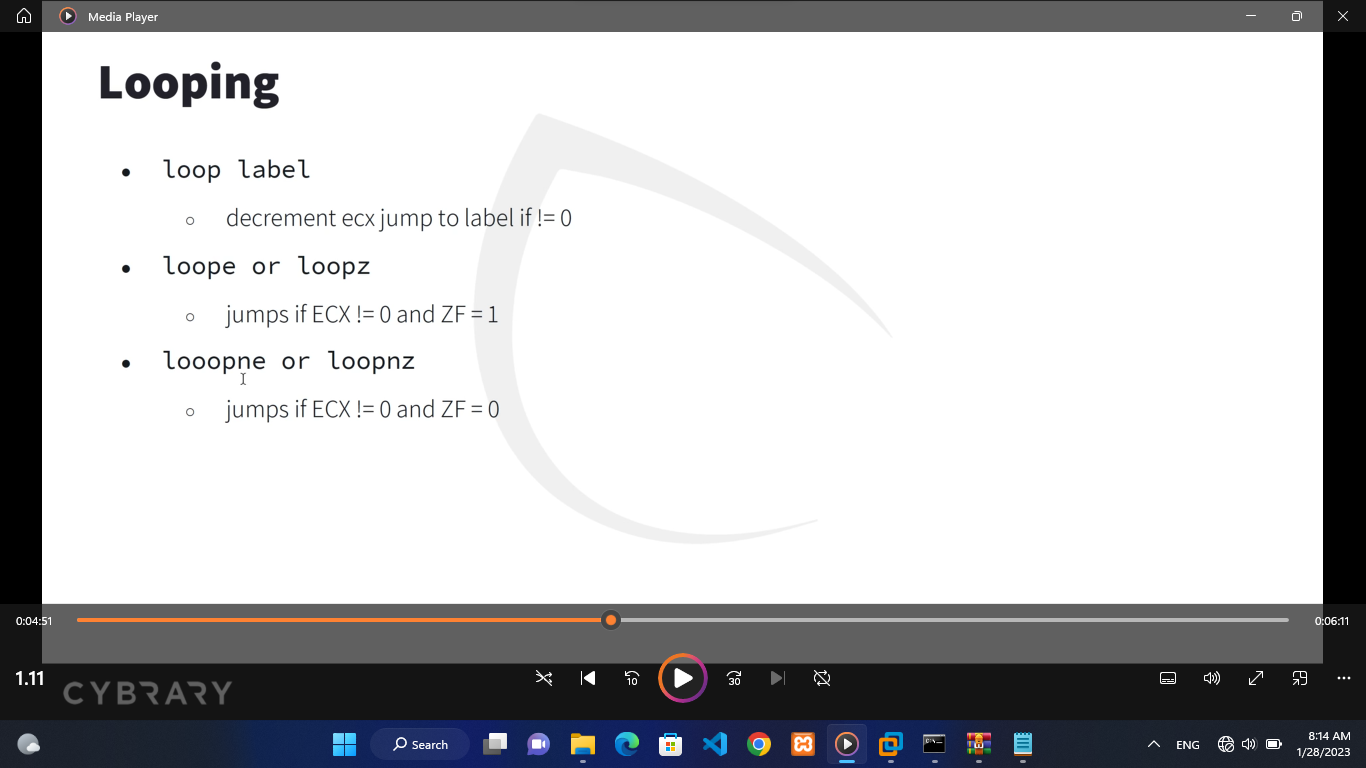 Media Player
Looping
• loop label
○ decrement ecx jump to label if != 0
• loope or loopz
○ jumps if ECX != 0 and ZF = 1
• looopne or loopnz
○ jumps if ECX != 0 and ZF = 0
0:04:51
0:06:11
10
30
1.11
CYBRARY
Search
ENG
8:14 AM
1/28/2023